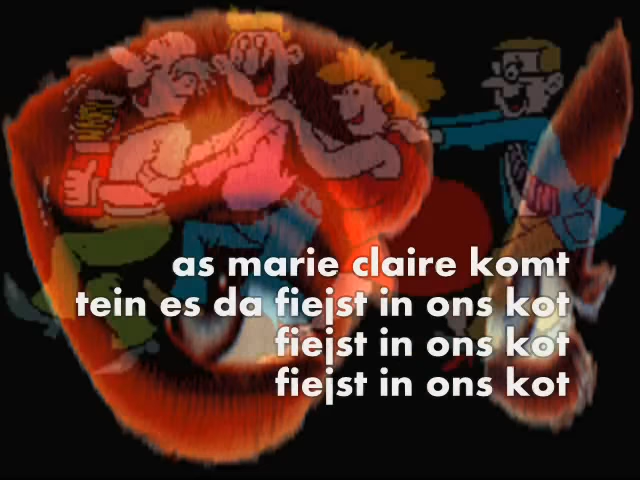 as marie claire komt
tein es da fiejst in ons kot
fiejst in ons kot
fiejst in ons kot